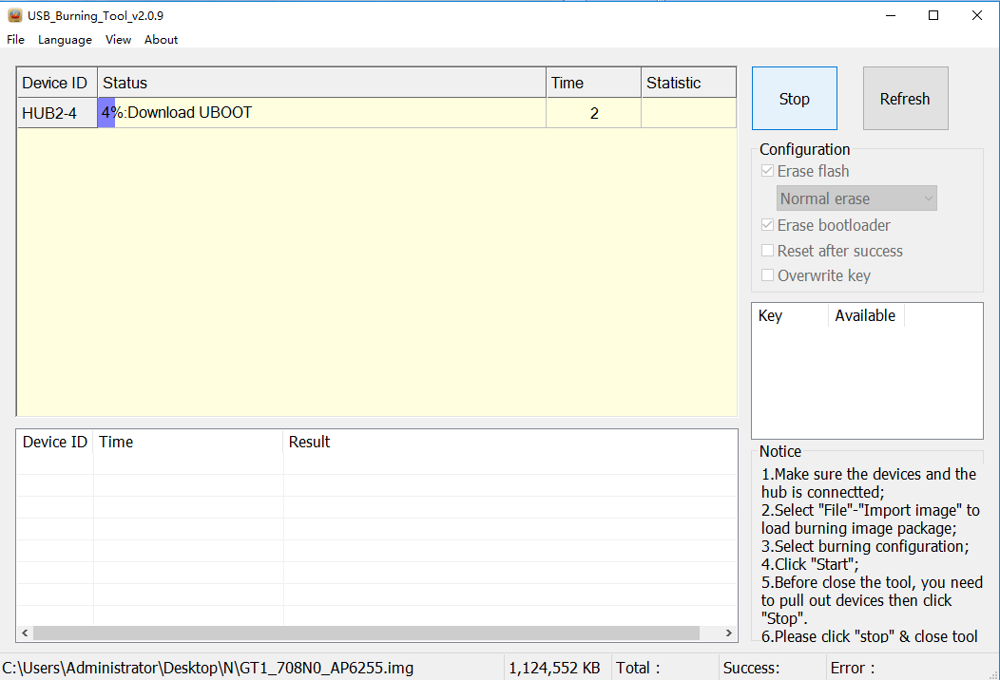 USB_Burning_Tool_v2.0.9
File Language View About
Device ID Status Time Statistic
HUB2-4 4%:Download UBOOT 2
Stop Refresh
Configuration
Erase flash
Normal erase
Erase bootloader
Reset after success
Overwrite key
Key Available
Device ID Time Result
Notice
1.Make sure the devices and the
hub is connectted;
2.Select "File"-"Import image" to
load burning image package;
3.Select burning configuration;
4.Click "Start";
5.Before close the tool, you need
to pull out devices then click
"Stop".
6.Please click "stop" & close tool
C:\Users\Administrator\Desktop\N\GT1_708N0_AP6255.img 1,124,552 KB Total : Success: Error :